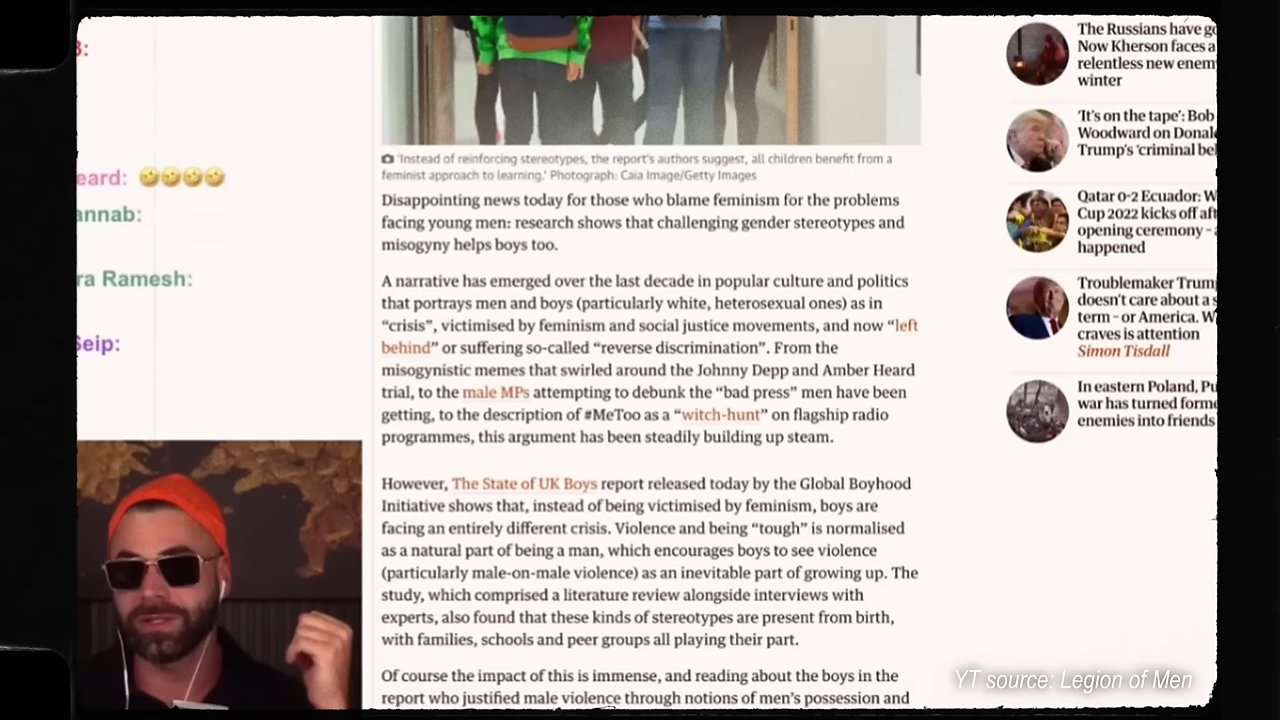 3:
eard: 🤣🤣🤣🤣
annab:
ra Ramesh:
Seip:
'Instead of reinforcing stereotypes, the report's authors suggest, all children benefit from a
feminist approach to learning.' Photograph: Caia Image/Getty Images
Disappointing news today for those who blame feminism for the problems
facing young men: research shows that challenging gender stereotypes and
misogyny helps boys too.
A narrative has emerged over the last decade in popular culture and politics
that portrays men and boys (particularly white, heterosexual ones) as in
“crisis”, victimised by feminism and social justice movements, and now “left
behind” or suffering so-called “reverse discrimination”. From the
misogynistic memes that swirled around the Johnny Depp and Amber Heard
trial, to the male MPs attempting to debunk the “bad press” men have been
getting, to the description of #MeToo as a “witch-hunt” on flagship radio
programmes, this argument has been steadily building up steam.
However, The State of UK Boys report released today by the Global Boyhood
Initiative shows that, instead of being victimised by feminism, boys are
facing an entirely different crisis. Violence and being “tough” is normalised
as a natural part of being a man, which encourages boys to see violence
(particularly male-on-male violence) as an inevitable part of growing up. The
study, which comprised a literature review alongside interviews with
experts, also found that these kinds of stereotypes are present from birth,
with families, schools and peer groups all playing their part.
Of course the impact of this is immense, and reading about the boys in the
report who justified male violence through notions of men's possession and
The Russians have go
Now Kherson faces a
relentless new enem
winter
'It's on the tape': Bob
Woodward on Donal
Trump's 'criminal be
Qatar 0-2 Ecuador: W
Cup 2022 kicks off aft
opening ceremony – a
happened
Troublemaker Trum
doesn't care about a s
term – or America. W
craves is attention
Simon Tisdall
In eastern Poland, Pu
war has turned forme
enemies into friends
YT source: Legion of Men